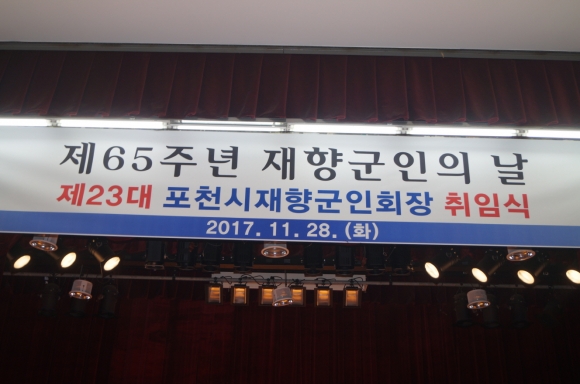 제65주년 재향군인의 날
제23대 포천시재향군인회장 취임식
2017. 11. 28. (화)